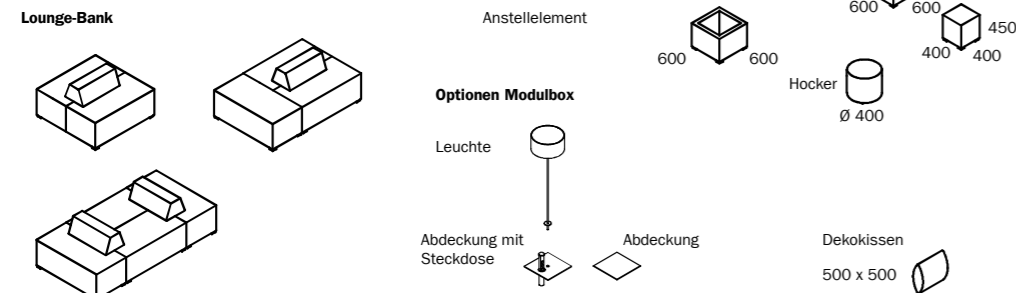 Lounge-Bank
Anstellelement
600
600
600
600
450
400
400
Hocker
Ø 400
Optionen Modulbox
Leuchte
Abdeckung mit
Steckdose
Abdeckung
Dekokissen
500 x 500